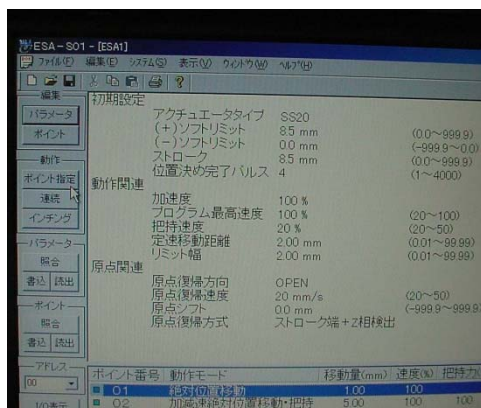 ESA-S01 - [ESA1]
ファイル(F) 編集(E) システム(S) 表示(V) ウィンドウ(W) ヘルプ(H)
編集
パラメータ
ポイント
動作
ポイント指定
連続
インチング
パラメータ
照合
書込 読出
ポイント
照合
書込 読出
アドレス
00
I/O表示
初期設定
アクチュエータタイプ SS20
(+)ソフトリミット 8.5 mm (0.0～999.9)
(-)ソフトリミット 0.0 mm (-999.9～0.0)
ストローク 8.5 mm (0.0～999.9)
位置決め完了パルス 4 (1～4000)
動作関連
加速度 100 %
プログラム最高速度 100 % (20～100)
把持速度 20 % (20～50)
定速移動距離 2.00 mm (0.01～99.99)
リミット幅 2.00 mm (0.01～99.99)
原点関連
原点復帰方向 OPEN
原点復帰速度 20 mm/s (20～50)
原点シフト 0.0 mm (-999.9～999.9)
原点復帰方式 ストローク端+Z相検出
ポイント番号 動作モード 移動量(mm) 速度(%) 把持力(
01 絶対位置移動 1.00 100
02 加減速絶対位置移動・把持 5.00 100 100